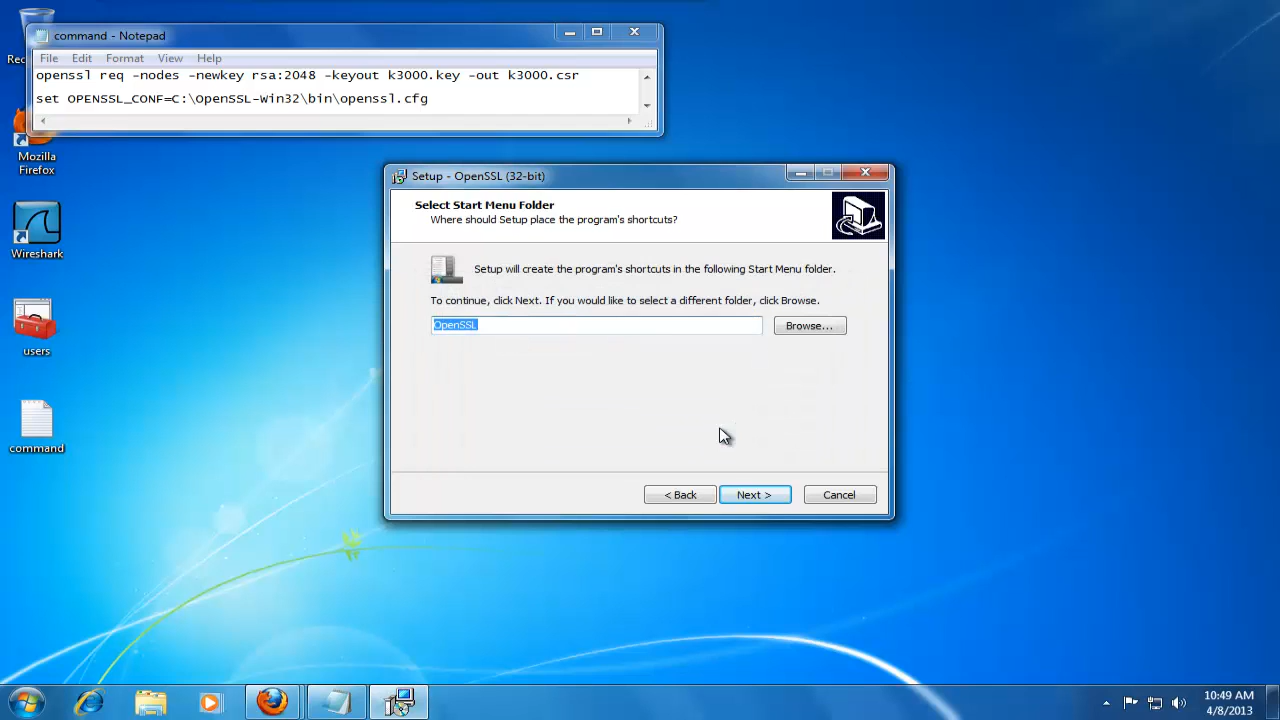 command - Notepad
File Edit Format View Help
openssl req -nodes -newkey rsa:2048 -keyout k3000.key -out k3000.csr
set OPENSSL_CONF=C:\OpenSSL-Win32\bin\openssl.cfg
Mozilla
Firefox
Wireshark
users
command
Setup - OpenSSL (32-bit)
Select Start Menu Folder
Where should Setup place the program's shortcuts?
Setup will create the program's shortcuts in the following Start Menu folder.
To continue, click Next. If you would like to select a different folder, click Browse.
OpenSSL
Browse...
< Back
Next >
Cancel
10:49 AM
4/8/2013